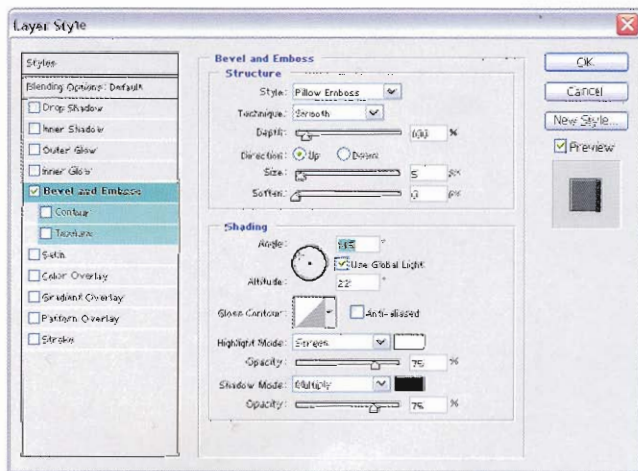 Layer Style
Styles
Blending Options: Default
Drop Shadow
Inner Shadow
Outer Glow
Inner Glow
Bevel and Emboss
Contour
Texture
Satin
Color Overlay
Gradient Overlay
Pattern Overlay
Stroke
Bevel and Emboss
Structure
Style: Pillow Emboss
Technique: Smooth
Depth: 100 %
Direction: Up Down
Size: 5 px
Soften: 0 px
Shading
Angle: °
Use Global Light
Altitude: 22 °
Gloss Contour: Anti-aliased
Highlight Mode: Screen
Opacity: 75 %
Shadow Mode: Multiply
Opacity: 75 %
OK
Cancel
New Style...
Preview